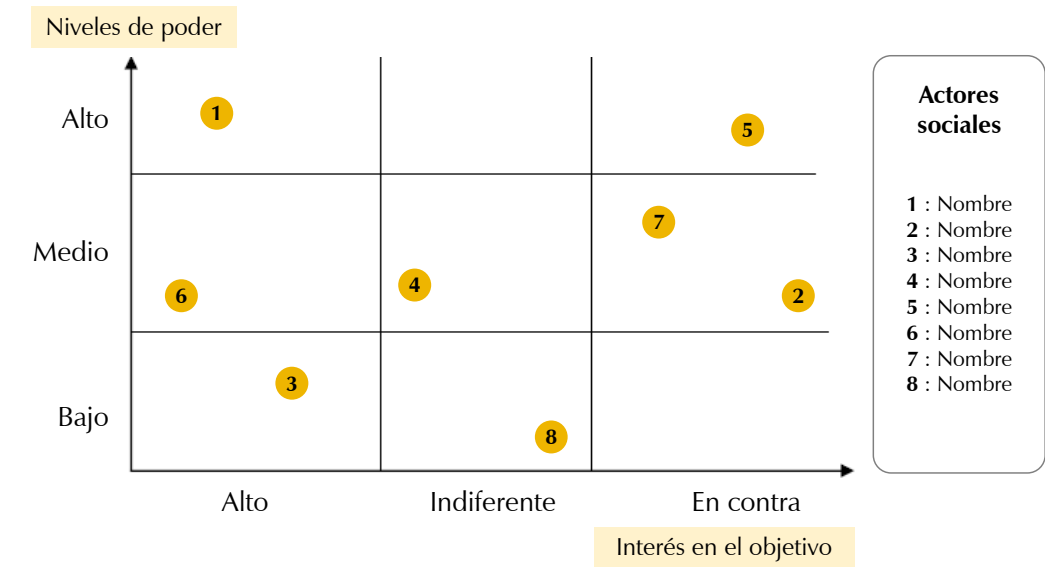 Niveles de poder
Alto
1
5
Medio
7
6
4
2
Bajo
3
8
Alto
Indiferente
En contra
Interés en el objetivo
Actores
sociales
1 : Nombre
2 : Nombre
3 : Nombre
4 : Nombre
5 : Nombre
6 : Nombre
7 : Nombre
8 : Nombre